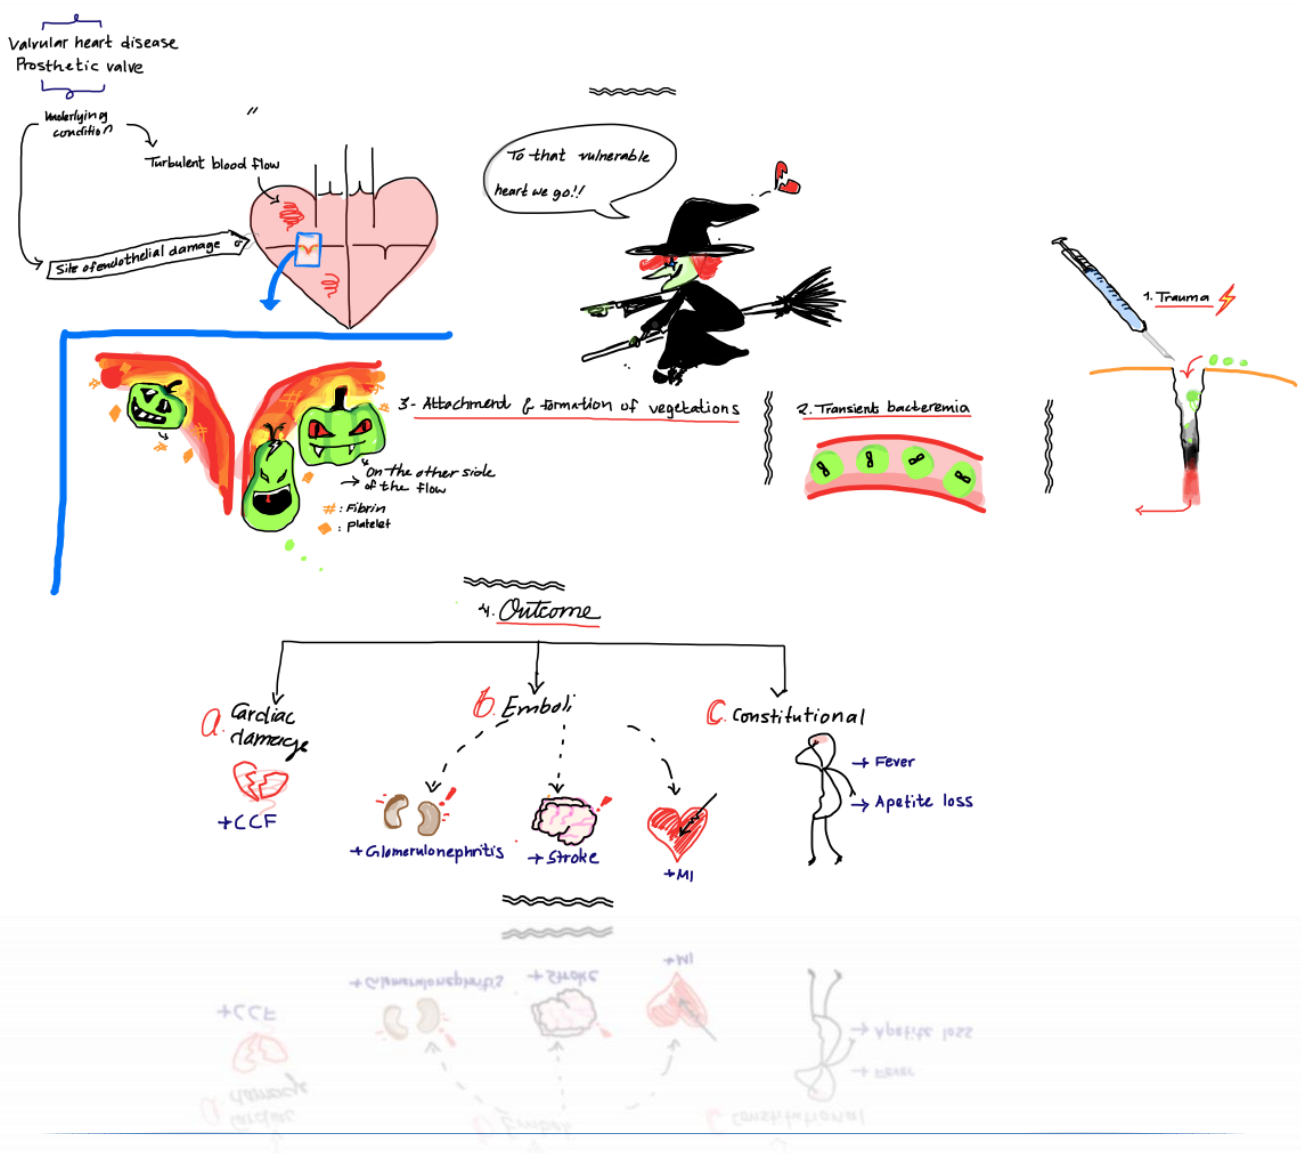 Valvular heart disease
Prosthetic valve
Underlying
condition
"
Turbulent blood flow
Site of endothelial damage
To that vulnerable
heart we go!!
1. Trauma
2. Transient bacteremia
3- Attachment & formation of vegetations
On the other side
of the flow
#: Fibrin
: platelet
4. Outcome
a. Cardiac
damage
+CCF
b. Emboli
+Glomerulonephritis
+Stroke
+MI
C. Constitutional
Fever
Apetite loss